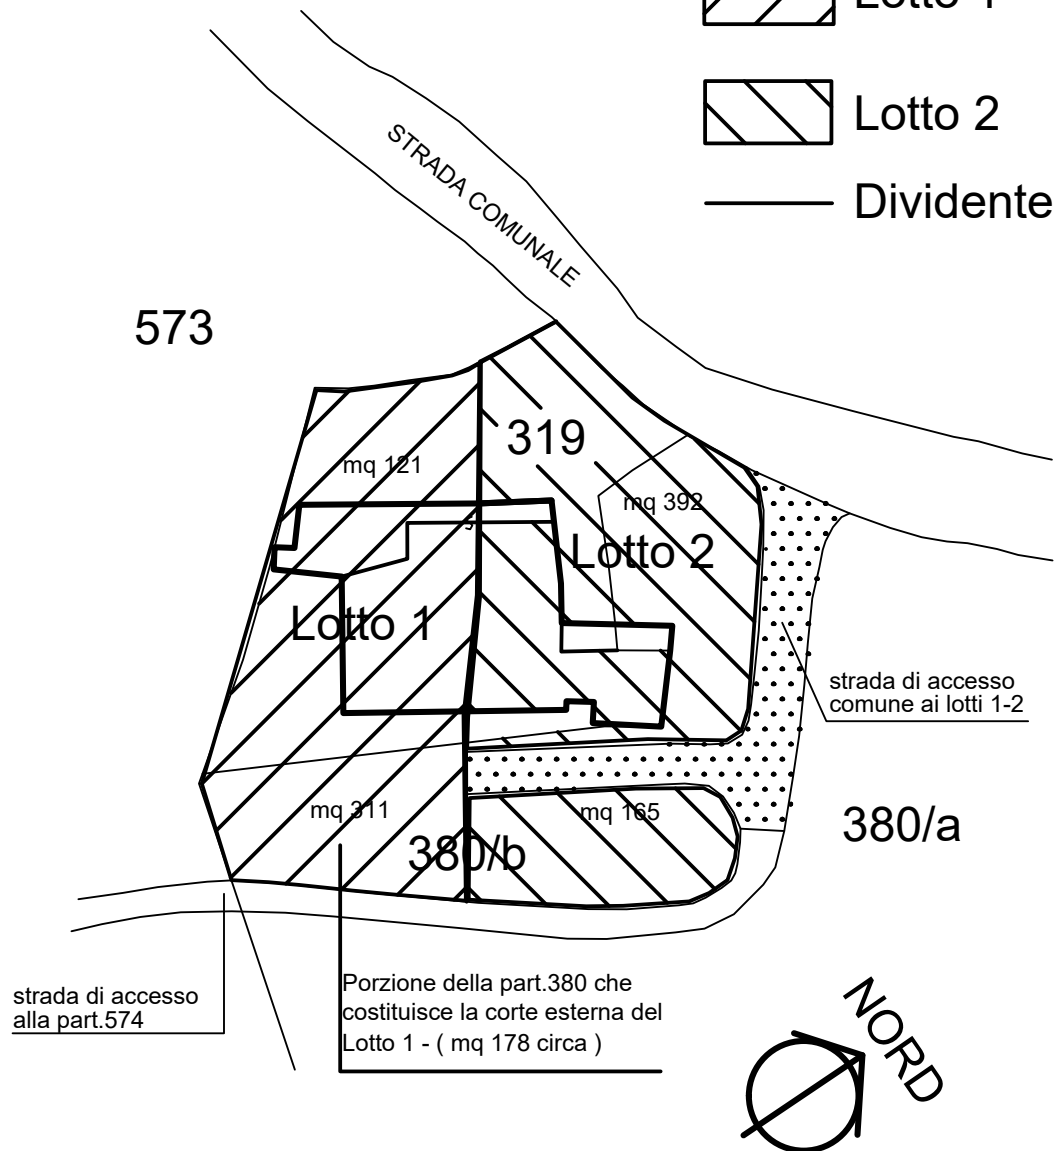 Lotto 1
Lotto 2
Dividente
STRADA COMUNALE
573
319
mq 121
mq 392
Lotto 2
Lotto 1
strada di accesso
comune ai lotti 1-2
mq 311
mq 165
380/a
380/b
Porzione della part.380 che
costituisce la corte esterna del
Lotto 1 - ( mq 178 circa )
strada di accesso
alla part.574
NORD